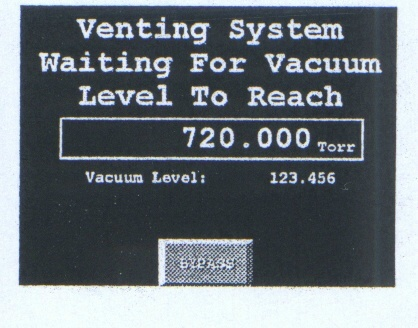 Venting System
Waiting For Vacuum
Level To Reach
720.000 Torr
Vacuum Level: 123.456
BYPASS